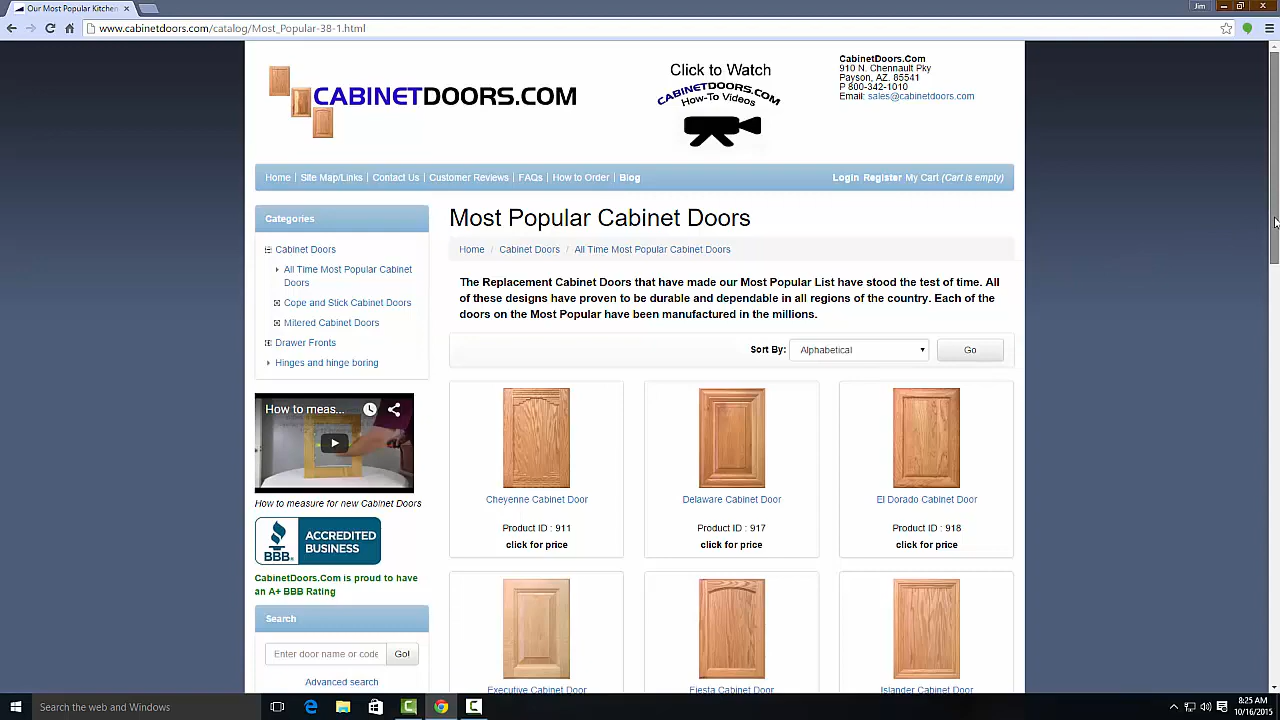 Our Most Popular Kitchen
Jim
www.cabinetdoors.com/catalog/Most_Popular-38-1.html
CABINETDOORS.COM
Click to Watch
CABINETDOORS.COM
How-To Videos
CabinetDoors.Com
910 N. Chennault Pky
Payson, AZ. 85541
P 800-342-1010
Email: sales@cabinetdoors.com
Home | Site Map/Links | Contact Us | Customer Reviews | FAQs | How to Order | Blog
Login Register My Cart (Cart is empty)
Categories
Cabinet Doors
All Time Most Popular Cabinet
Doors
Cope and Stick Cabinet Doors
Mitered Cabinet Doors
Drawer Fronts
Hinges and hinge boring
How to meas...
How to measure for new Cabinet Doors
BBB.
ACCREDITED
BUSINESS
CabinetDoors.Com is proud to have
an A+ BBB Rating
Search
Enter door name or code
Go!
Advanced search
Most Popular Cabinet Doors
Home / Cabinet Doors / All Time Most Popular Cabinet Doors
The Replacement Cabinet Doors that have made our Most Popular List have stood the test of time. All
of these designs have proven to be durable and dependable in all regions of the country. Each of the
doors on the Most Popular have been manufactured in the millions.
Sort By: Alphabetical Go
Cheyenne Cabinet Door
Product ID : 911
click for price
Delaware Cabinet Door
Product ID : 917
click for price
El Dorado Cabinet Door
Product ID : 918
click for price
Executive Cabinet Door
Fiesta Cabinet Door
Islander Cabinet Door
Search the web and Windows
8:25 AM
10/16/2015